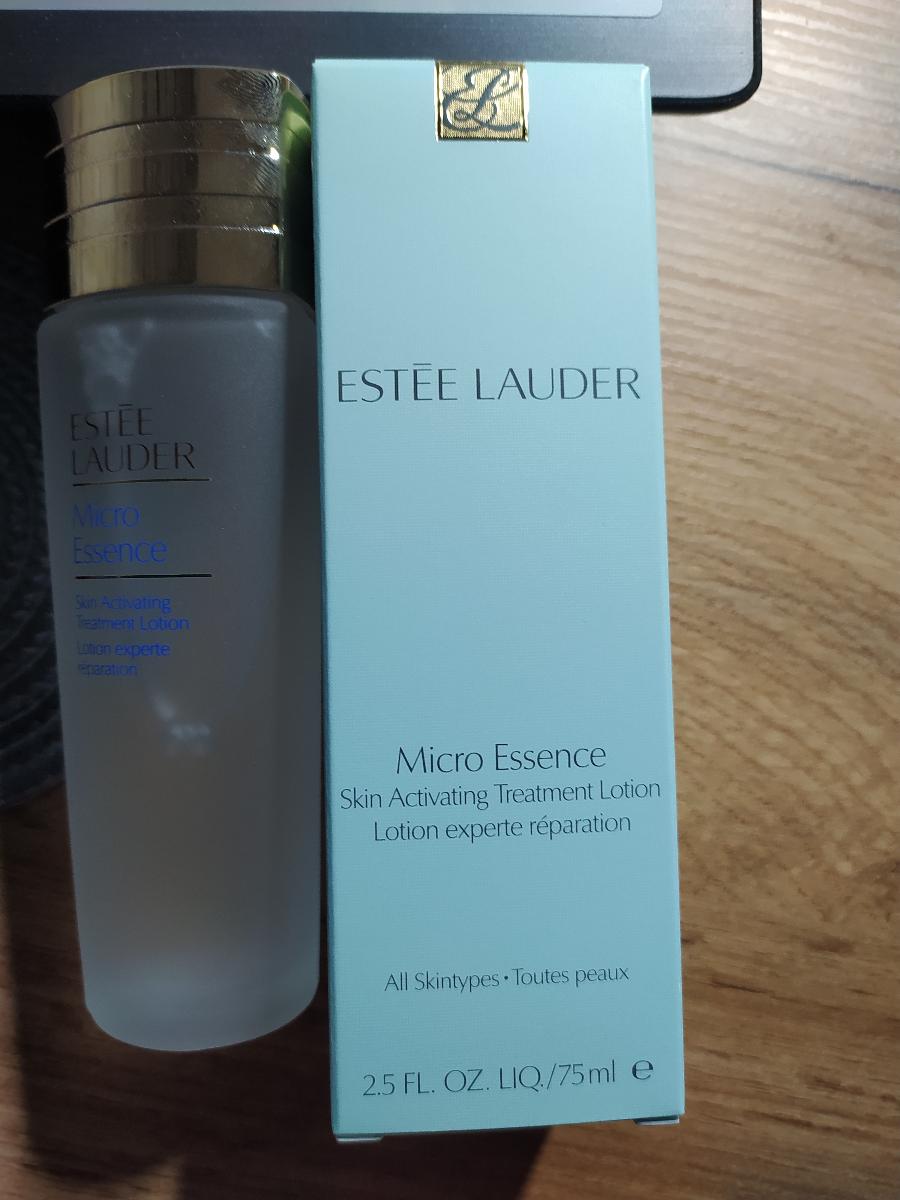 ESTĒE
LAUDER
Micro
Essence
Skin Activating
Treatment Lotion
Lotion experte
réparation
EL
ESTĒE LAUDER
Micro Essence
Skin Activating Treatment Lotion
Lotion experte réparation
All Skintypes • Toutes peaux
2.5 FL. OZ. LIQ./75ml e